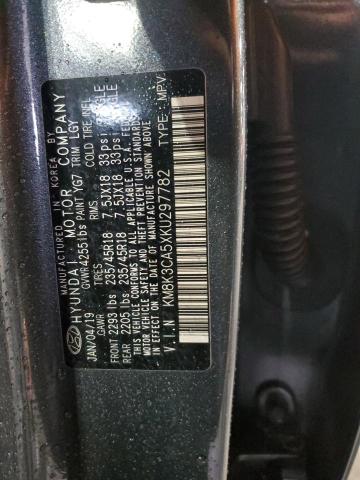 MANUFACTURED IN KOREA BY
HYUNDAI MOTOR COMPANY
JAN/04/19 GVWR 4255 lbs PAINT YG7 TRIM LGY
GAWR TIRES RIMS COLD TIRE INFL
FRONT 2293 lbs 235/45R18 7.5JX18 33psi SINGLE
REAR 2205 lbs 235/45R18 7.5JX18 33psi SINGLE
THIS VEHICLE CONFORMS TO ALL APPLICABLE U.S.A. FEDERAL
MOTOR VEHICLE SAFETY, BUMPER AND THEFT PREVENTION
STANDARDS IN EFFECT ON THE DATE OF
MANUFACTURE SHOWN ABOVE.
V.I.N KM8K3CA5XKU297782 TYPE: MPV